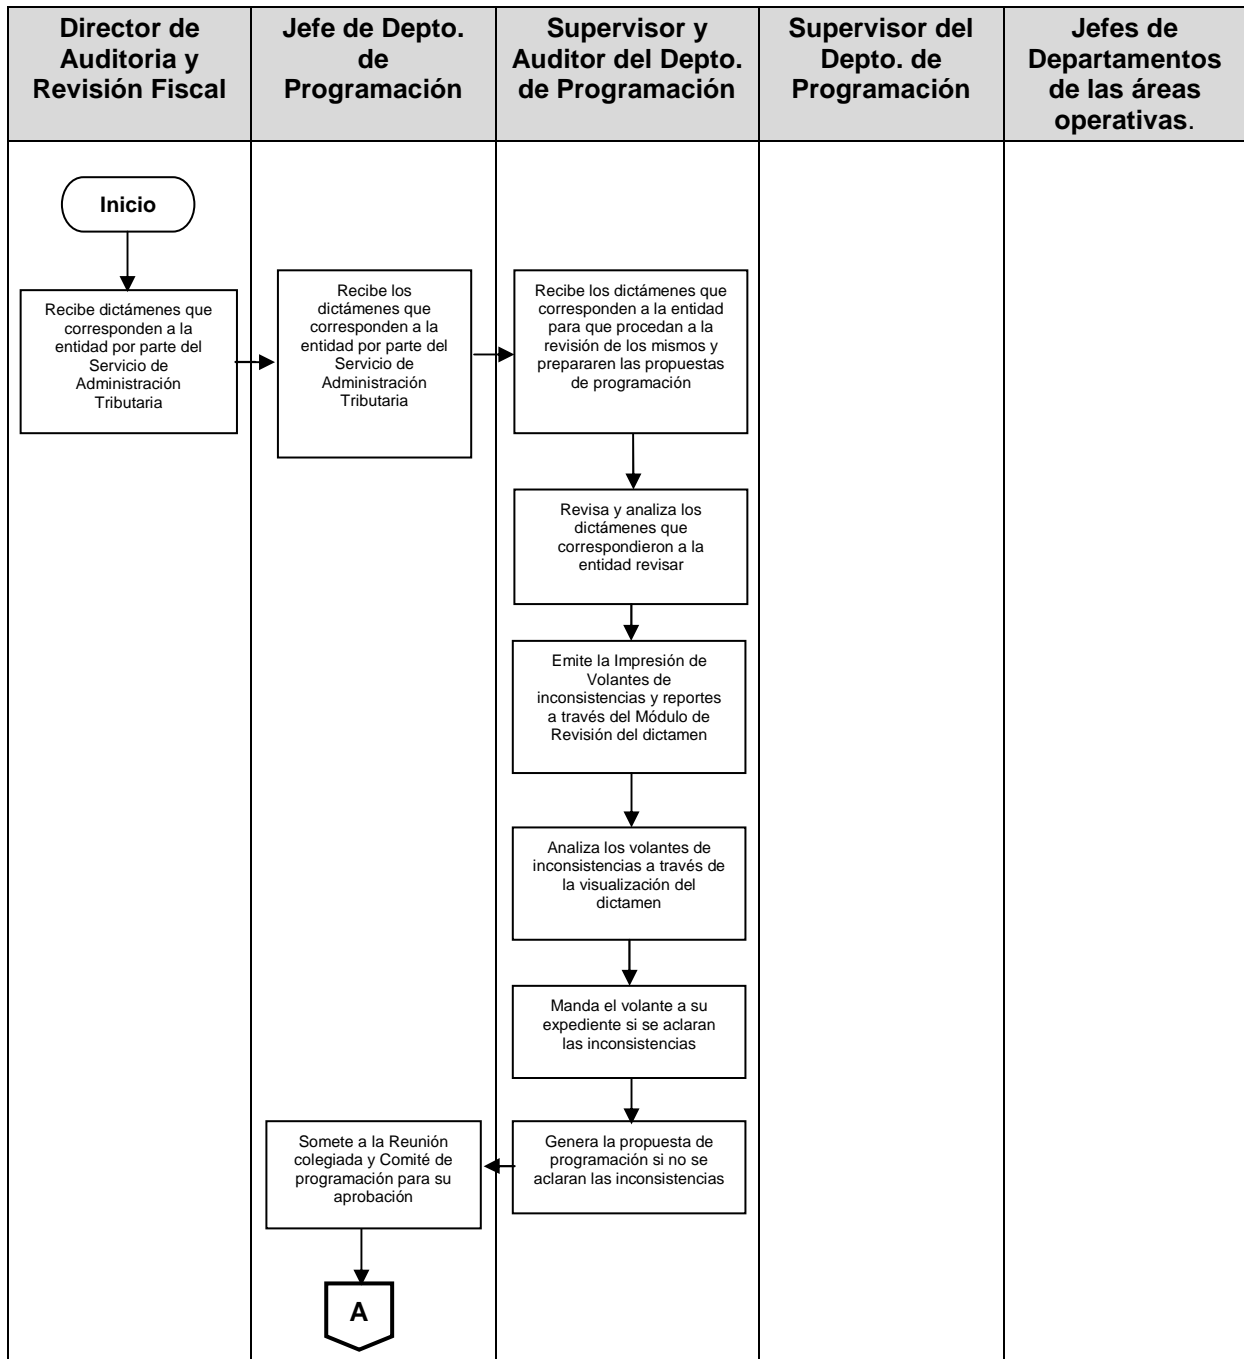 Director de
Auditoria y
Revisión Fiscal
Jefe de Depto.
de
Programación
Supervisor y
Auditor del Depto.
de Programación
Supervisor del
Depto. de
Programación
Jefes de
Departamentos
de las áreas
operativas.
Inicio
Recibe dictámenes que
corresponden a la
entidad por parte del
Servicio de
Administración
Tributaria
Recibe los
dictámenes que
corresponden a la
entidad por parte del
Servicio de
Administración
Tributaria
Recibe los dictámenes que
corresponden a la entidad
para que procedan a la
revisión de los mismos y
prepararen las propuestas
de programación
Revisa y analiza los
dictámenes que
correspondieron a la
entidad revisar
Emite la Impresión de
Volantes de
inconsistencias y reportes
a través del Módulo de
Revisión del dictamen
Analiza los volantes de
inconsistencias a través de
la visualización del
dictamen
Manda el volante a su
expediente si se aclaran
las inconsistencias
Genera la propuesta de
programación si no se
aclaran las inconsistencias
Somete a la Reunión
colegiada y Comité de
programación para su
aprobación
A